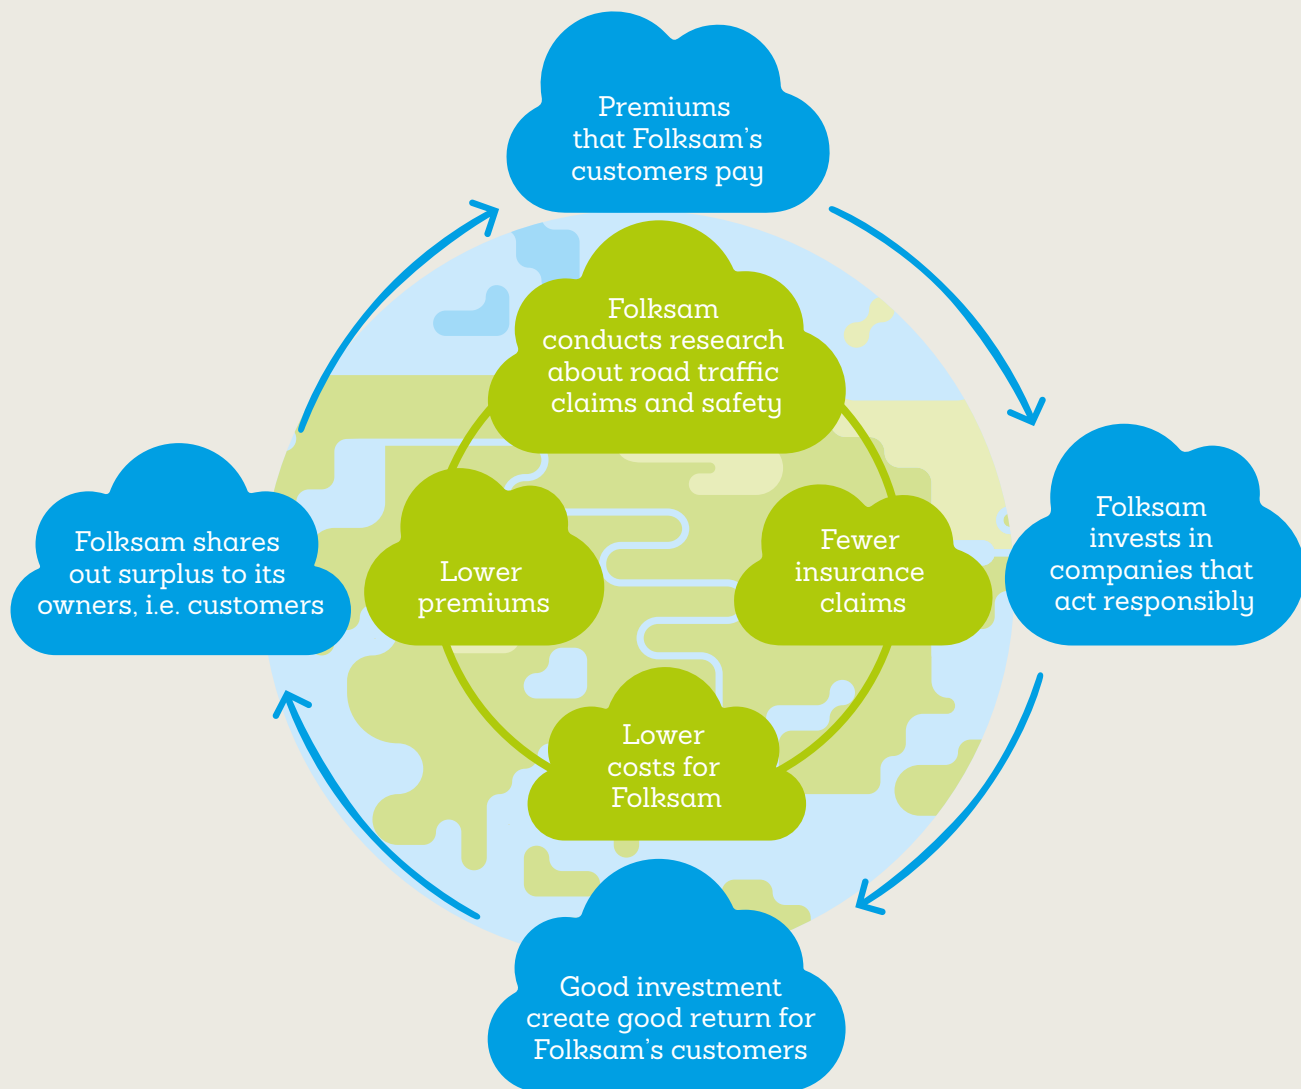 Premiums
that Folksam's
customers pay
Folksam
conducts research
about road traffic
claims and safety
Folksam shares
out surplus to its
owners, i.e. customers
Lower
premiums
Fewer
insurance
claims
Folksam
invests in
companies that
act responsibly
Lower
costs for
Folksam
Good investment
create good return for
Folksam's customers